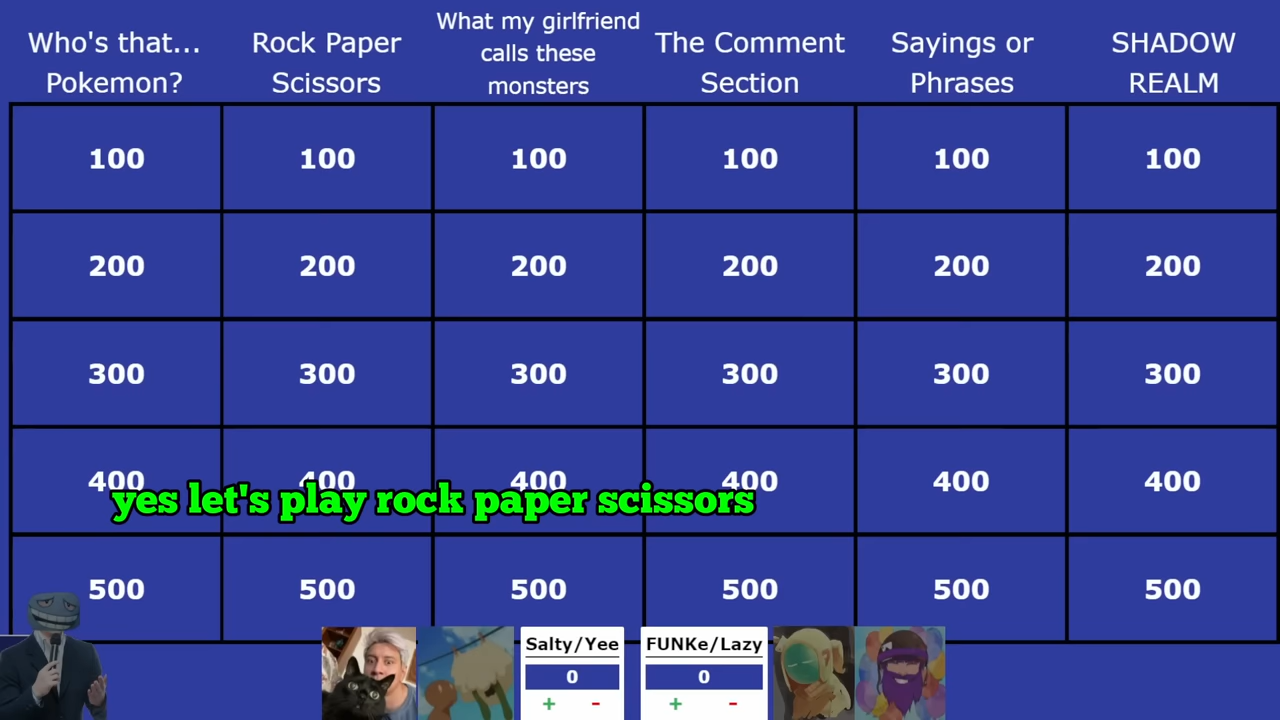 Who's that...
Pokemon?
Rock Paper
Scissors
What my girlfriend
calls these
monsters
The Comment
Section
Sayings or
Phrases
SHADOW
REALM
100 100 100 100 100 100
200 200 200 200 200 200
300 300 300 300 300 300
400 400 400 400 400 400
yes let's play rock paper scissors
500 500 500 500 500 500
Salty/Yee
0
+ -
FUNKe/Lazy
0
+ -